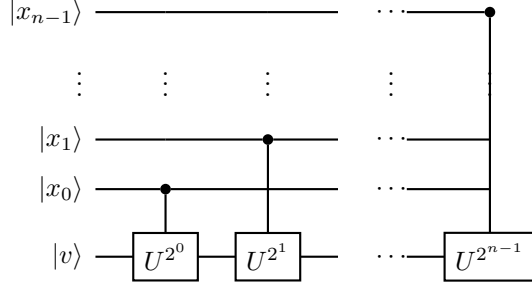 |x_{n−1}⟩ ⋯
⋮ ⋮ ⋮ ⋮ ⋮
|x_1⟩ ⋯
|x_0⟩ ⋯
|v⟩ U^{2^0} U^{2^1} ⋯ U^{2^{n−1}}